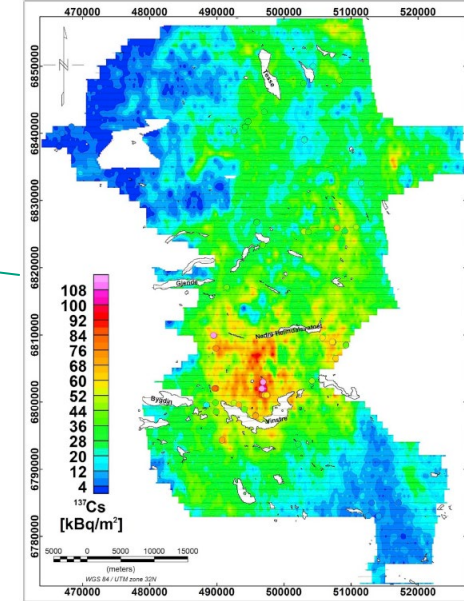 470000 480000 490000 500000 510000 520000
6850000
6840000
6830000
6820000
6810000
6800000
6790000
6780000
N
Tesse
Gjende
Nedre Heimdalsvatnet
Bygdin
Vinstre
108
100
92
84
76
68
60
52
44
36
28
20
12
4
¹³⁷Cs
[kBq/m²]
5000 0 5000 10000 15000
(meters)
WGS 84 / UTM zone 32N
470000 480000 490000 500000 510000 520000